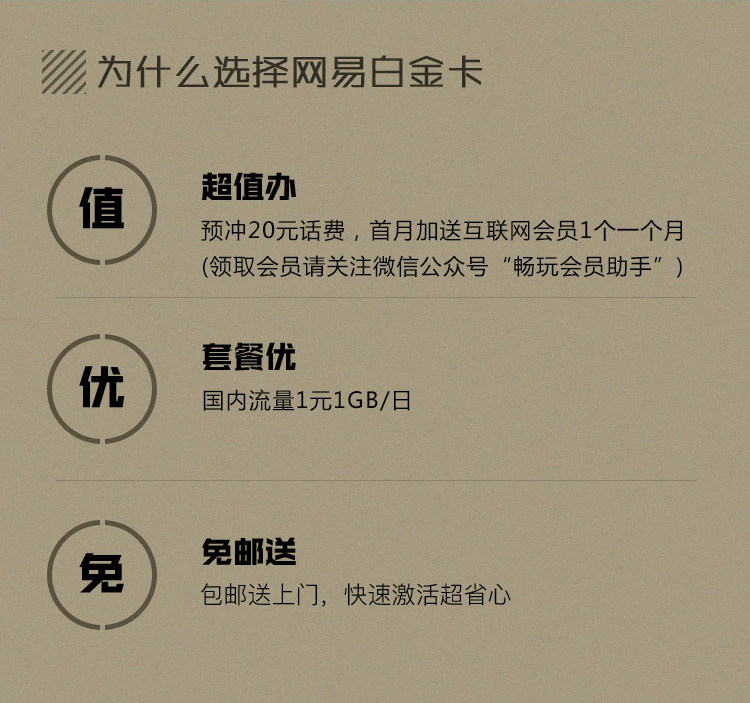 为什么选择网易白金卡
值
超值办
预冲20元话费，首月加送互联网会员1个一个月
(领取会员请关注微信公众号“畅玩会员助手”)
优
套餐优
国内流量1元1GB/日
免
免邮送
包邮送上门，快速激活超省心